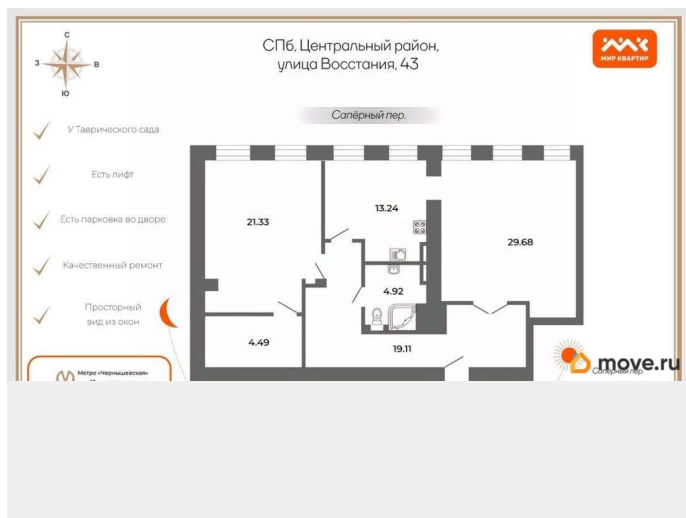 С
З
В
Ю
СПб, Центральный район,
улица Восстания, 43
МИР КВАРТИР
Сапёрный пер.
У Таврического сада
Есть лифт
Есть парковка во дворе
Качественный ремонт
Просторный
вид из окон
21.33
13.24
29.68
4.92
4.49
19.11
Метро «Чернышевская»
move.ru
Сапёрный пер.